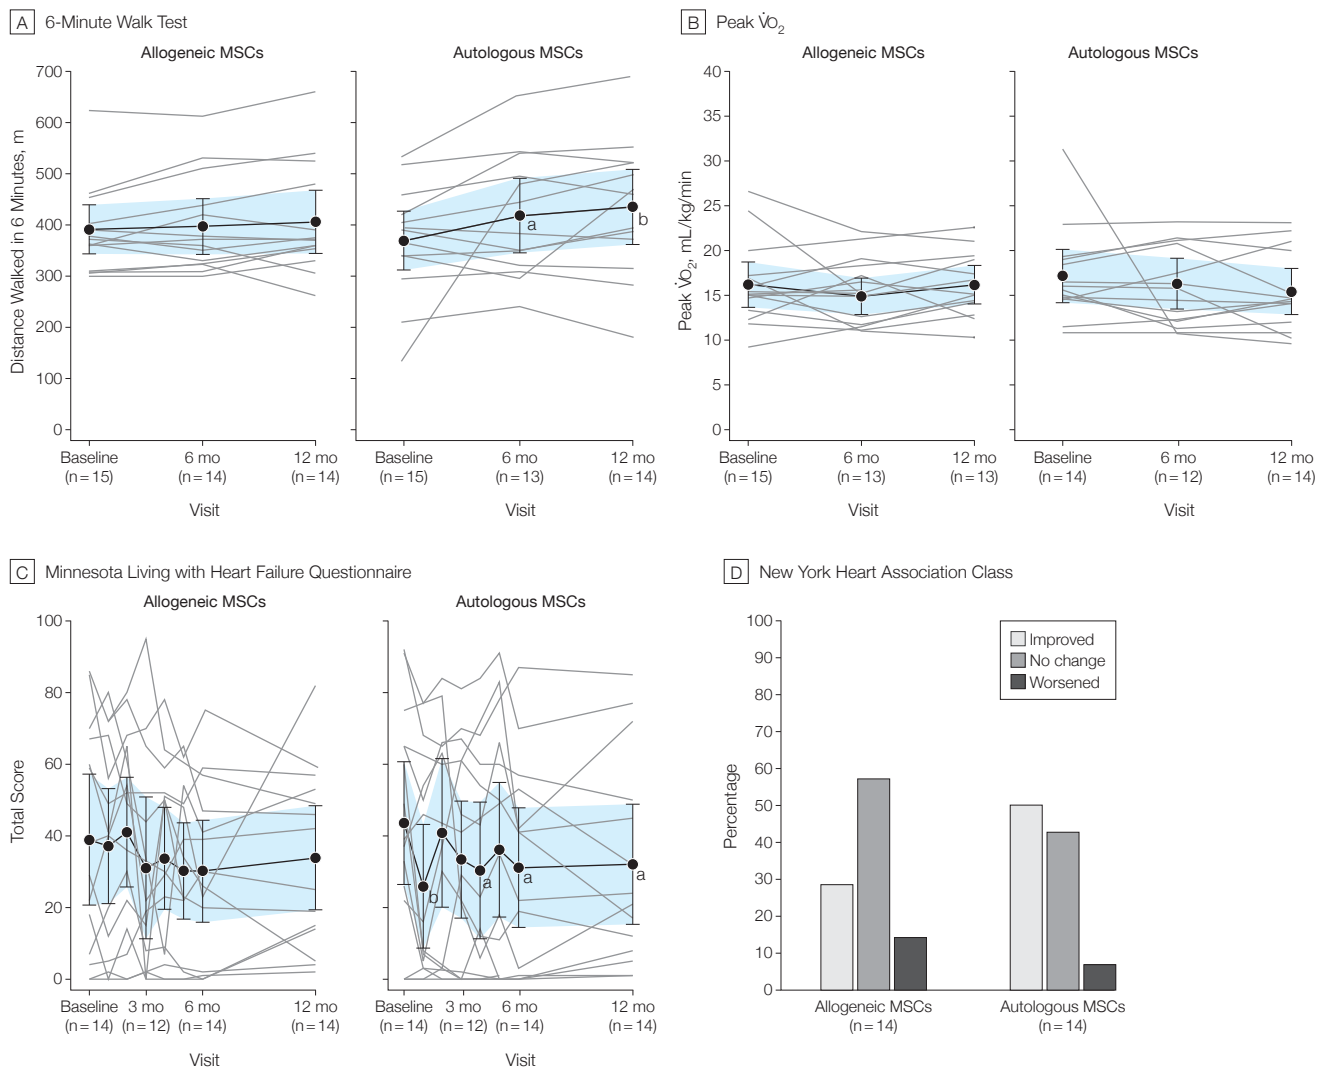 A 6-Minute Walk Test
Allogeneic MSCs
Autologous MSCs
Distance Walked in 6 Minutes, m
700
600
500
400
300
200
100
0
a
b
Baseline (n=15)
6 mo (n=14)
12 mo (n=14)
Baseline (n=15)
6 mo (n=13)
12 mo (n=14)
Visit
Visit
B Peak V̇O₂
Allogeneic MSCs
Autologous MSCs
Peak V̇O₂, mL/kg/min
40
35
30
25
20
15
10
5
0
Baseline (n=15)
6 mo (n=13)
12 mo (n=13)
Baseline (n=14)
6 mo (n=12)
12 mo (n=14)
Visit
Visit
C Minnesota Living with Heart Failure Questionnaire
Allogeneic MSCs
Autologous MSCs
Total Score
100
80
60
40
20
0
b
a
a
a
Baseline (n=14)
3 mo (n=12)
6 mo (n=14)
12 mo (n=14)
Baseline (n=14)
3 mo (n=12)
6 mo (n=14)
12 mo (n=14)
Visit
Visit
D New York Heart Association Class
Improved
No change
Worsened
Percentage
100
90
80
70
60
50
40
30
20
10
0
Allogeneic MSCs (n=14)
Autologous MSCs (n=14)